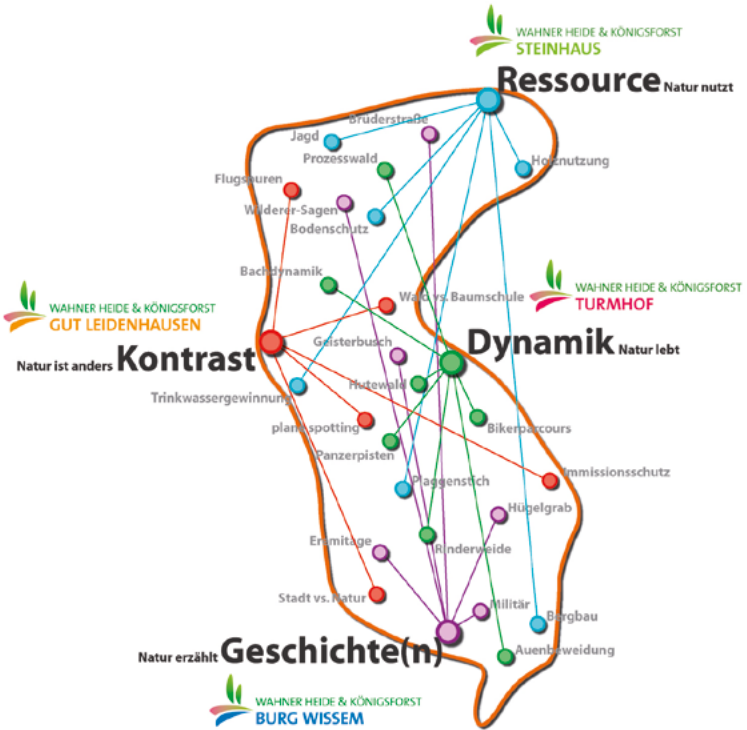 WAHNER HEIDE & KÖNIGSFORST
STEINHAUS
Ressource Natur nutzt
Brüderstraße
Jagd
Prozesswald
Holznutzung
Flugspuren
Wilderer-Sagen
Bodenschutz
Bachdynamik
WAHNER HEIDE & KÖNIGSFORST
TURMHOF
Wald vs. Baumschule
WAHNER HEIDE & KÖNIGSFORST
GUT LEIDENHAUSEN
Geisterbusch
Dynamik Natur lebt
Natur ist anders Kontrast
Hutewald
Trinkwassergewinnung
plane spotting
Bikerparcours
Panzerpisten
Immissionsschutz
Plaggenstich
Hügelgrab
Eremitage
Rinderweide
Stadt vs. Natur
Militär
Bergbau
Natur erzählt Geschichte(n)
Auenbeweidung
WAHNER HEIDE & KÖNIGSFORST
BURG WISSEM